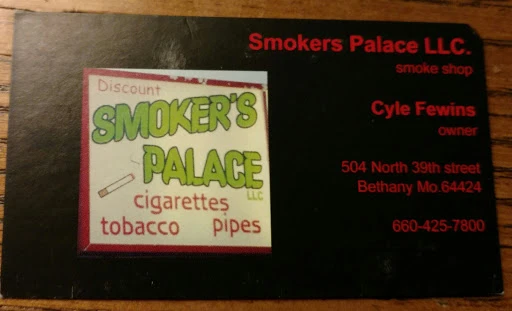 Smokers Palace LLC.
smoke shop
Cyle Fewins
owner
504 North 39th street
Bethany Mo.64424
660-425-7800
Discount
SMOKER'S
PALACE
LLC
cigarettes
tobacco pipes